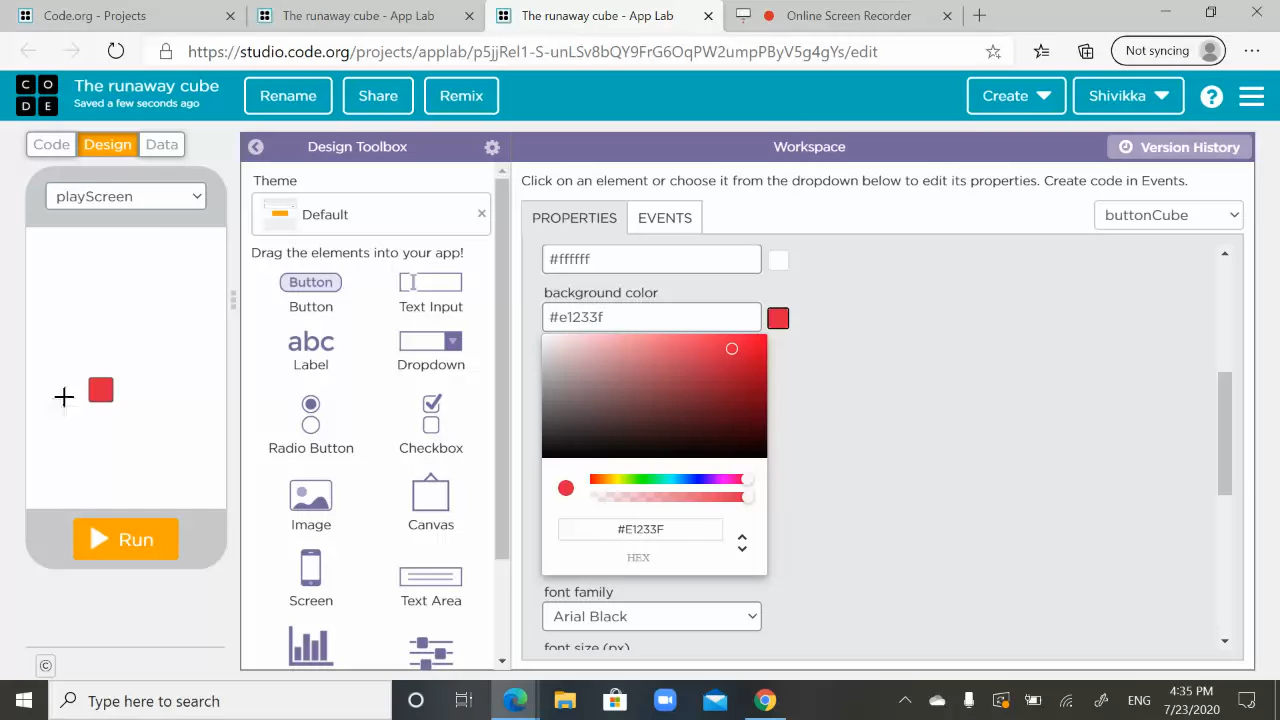 Code.org - Projects
The runaway cube - App Lab
The runaway cube - App Lab
Online Screen Recorder
https://studio.code.org/projects/applab/p5jjRel1-S-unLSv8bQY9FrG6OqPW2umpPByV5g4gYs/edit
Not syncing
C O D E
The runaway cube
Saved a few seconds ago
Rename
Share
Remix
Create
Shivikka
?
Code
Design
Data
Design Toolbox
Workspace
Version History
playScreen
Theme
Default
Click on an element or choose it from the dropdown below to edit its properties. Create code in Events.
PROPERTIES
EVENTS
buttonCube
Drag the elements into your app!
Button
Button
Text Input
abc
Label
Dropdown
Radio Button
Checkbox
Image
Canvas
Screen
Text Area
#ffffff
background color
#e1233f
#E1233F
HEX
font family
Arial Black
font size (px)
Run
©
Type here to search
ENG
4:35 PM
7/23/2020